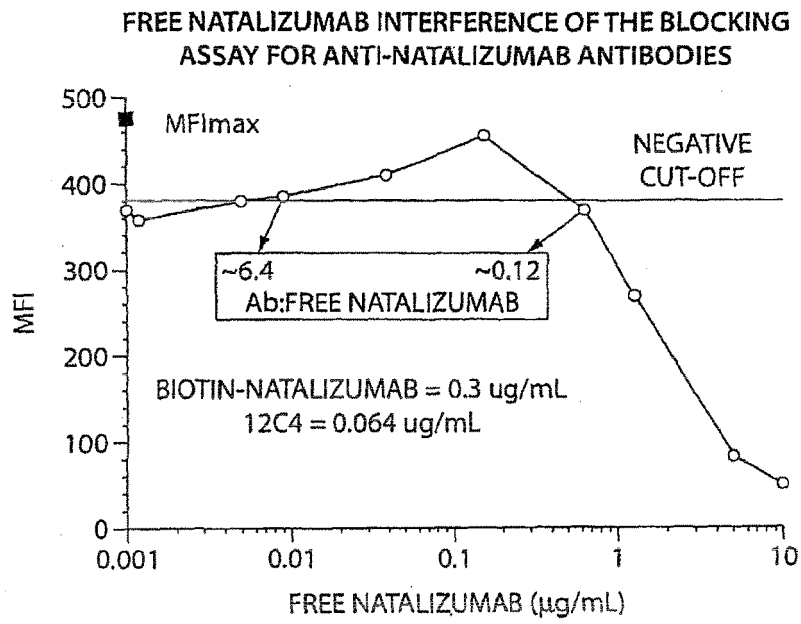 FREE NATALIZUMAB INTERFERENCE OF THE BLOCKING
ASSAY FOR ANTI-NATALIZUMAB ANTIBODIES
500
MFImax
NEGATIVE
CUT-OFF
400
300
~6.4 ~0.12
Ab:FREE NATALIZUMAB
MFI
200
BIOTIN-NATALIZUMAB = 0.3 ug/mL
12C4 = 0.064 ug/mL
100
0
0.001 0.01 0.1 1 10
FREE NATALIZUMAB (μg/mL)